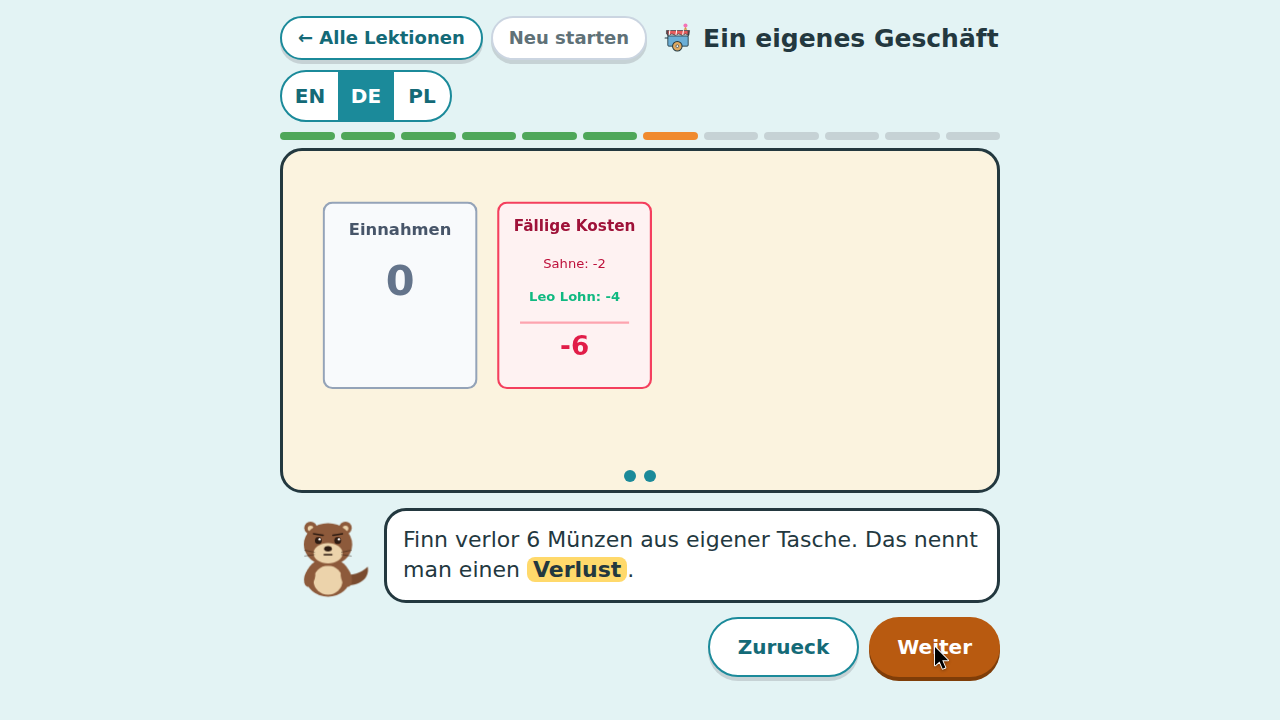 ← Alle Lektionen
Neu starten
Ein eigenes Geschäft
EN
DE
PL
Einnahmen
0
Fällige Kosten
Sahne: -2
Leo Lohn: -4
-6
Finn verlor 6 Münzen aus eigener Tasche. Das nennt
man einen Verlust.
Zurueck
Weiter